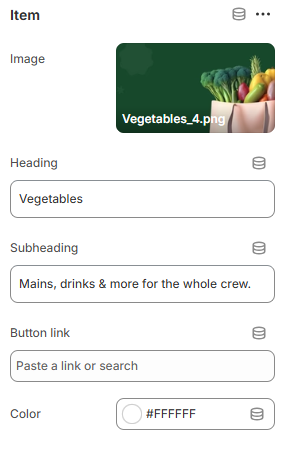 Item
Image
Vegetables_4.png
Heading
Vegetables
Subheading
Mains, drinks & more for the whole crew.
Button link
Paste a link or search
Color
#FFFFFF